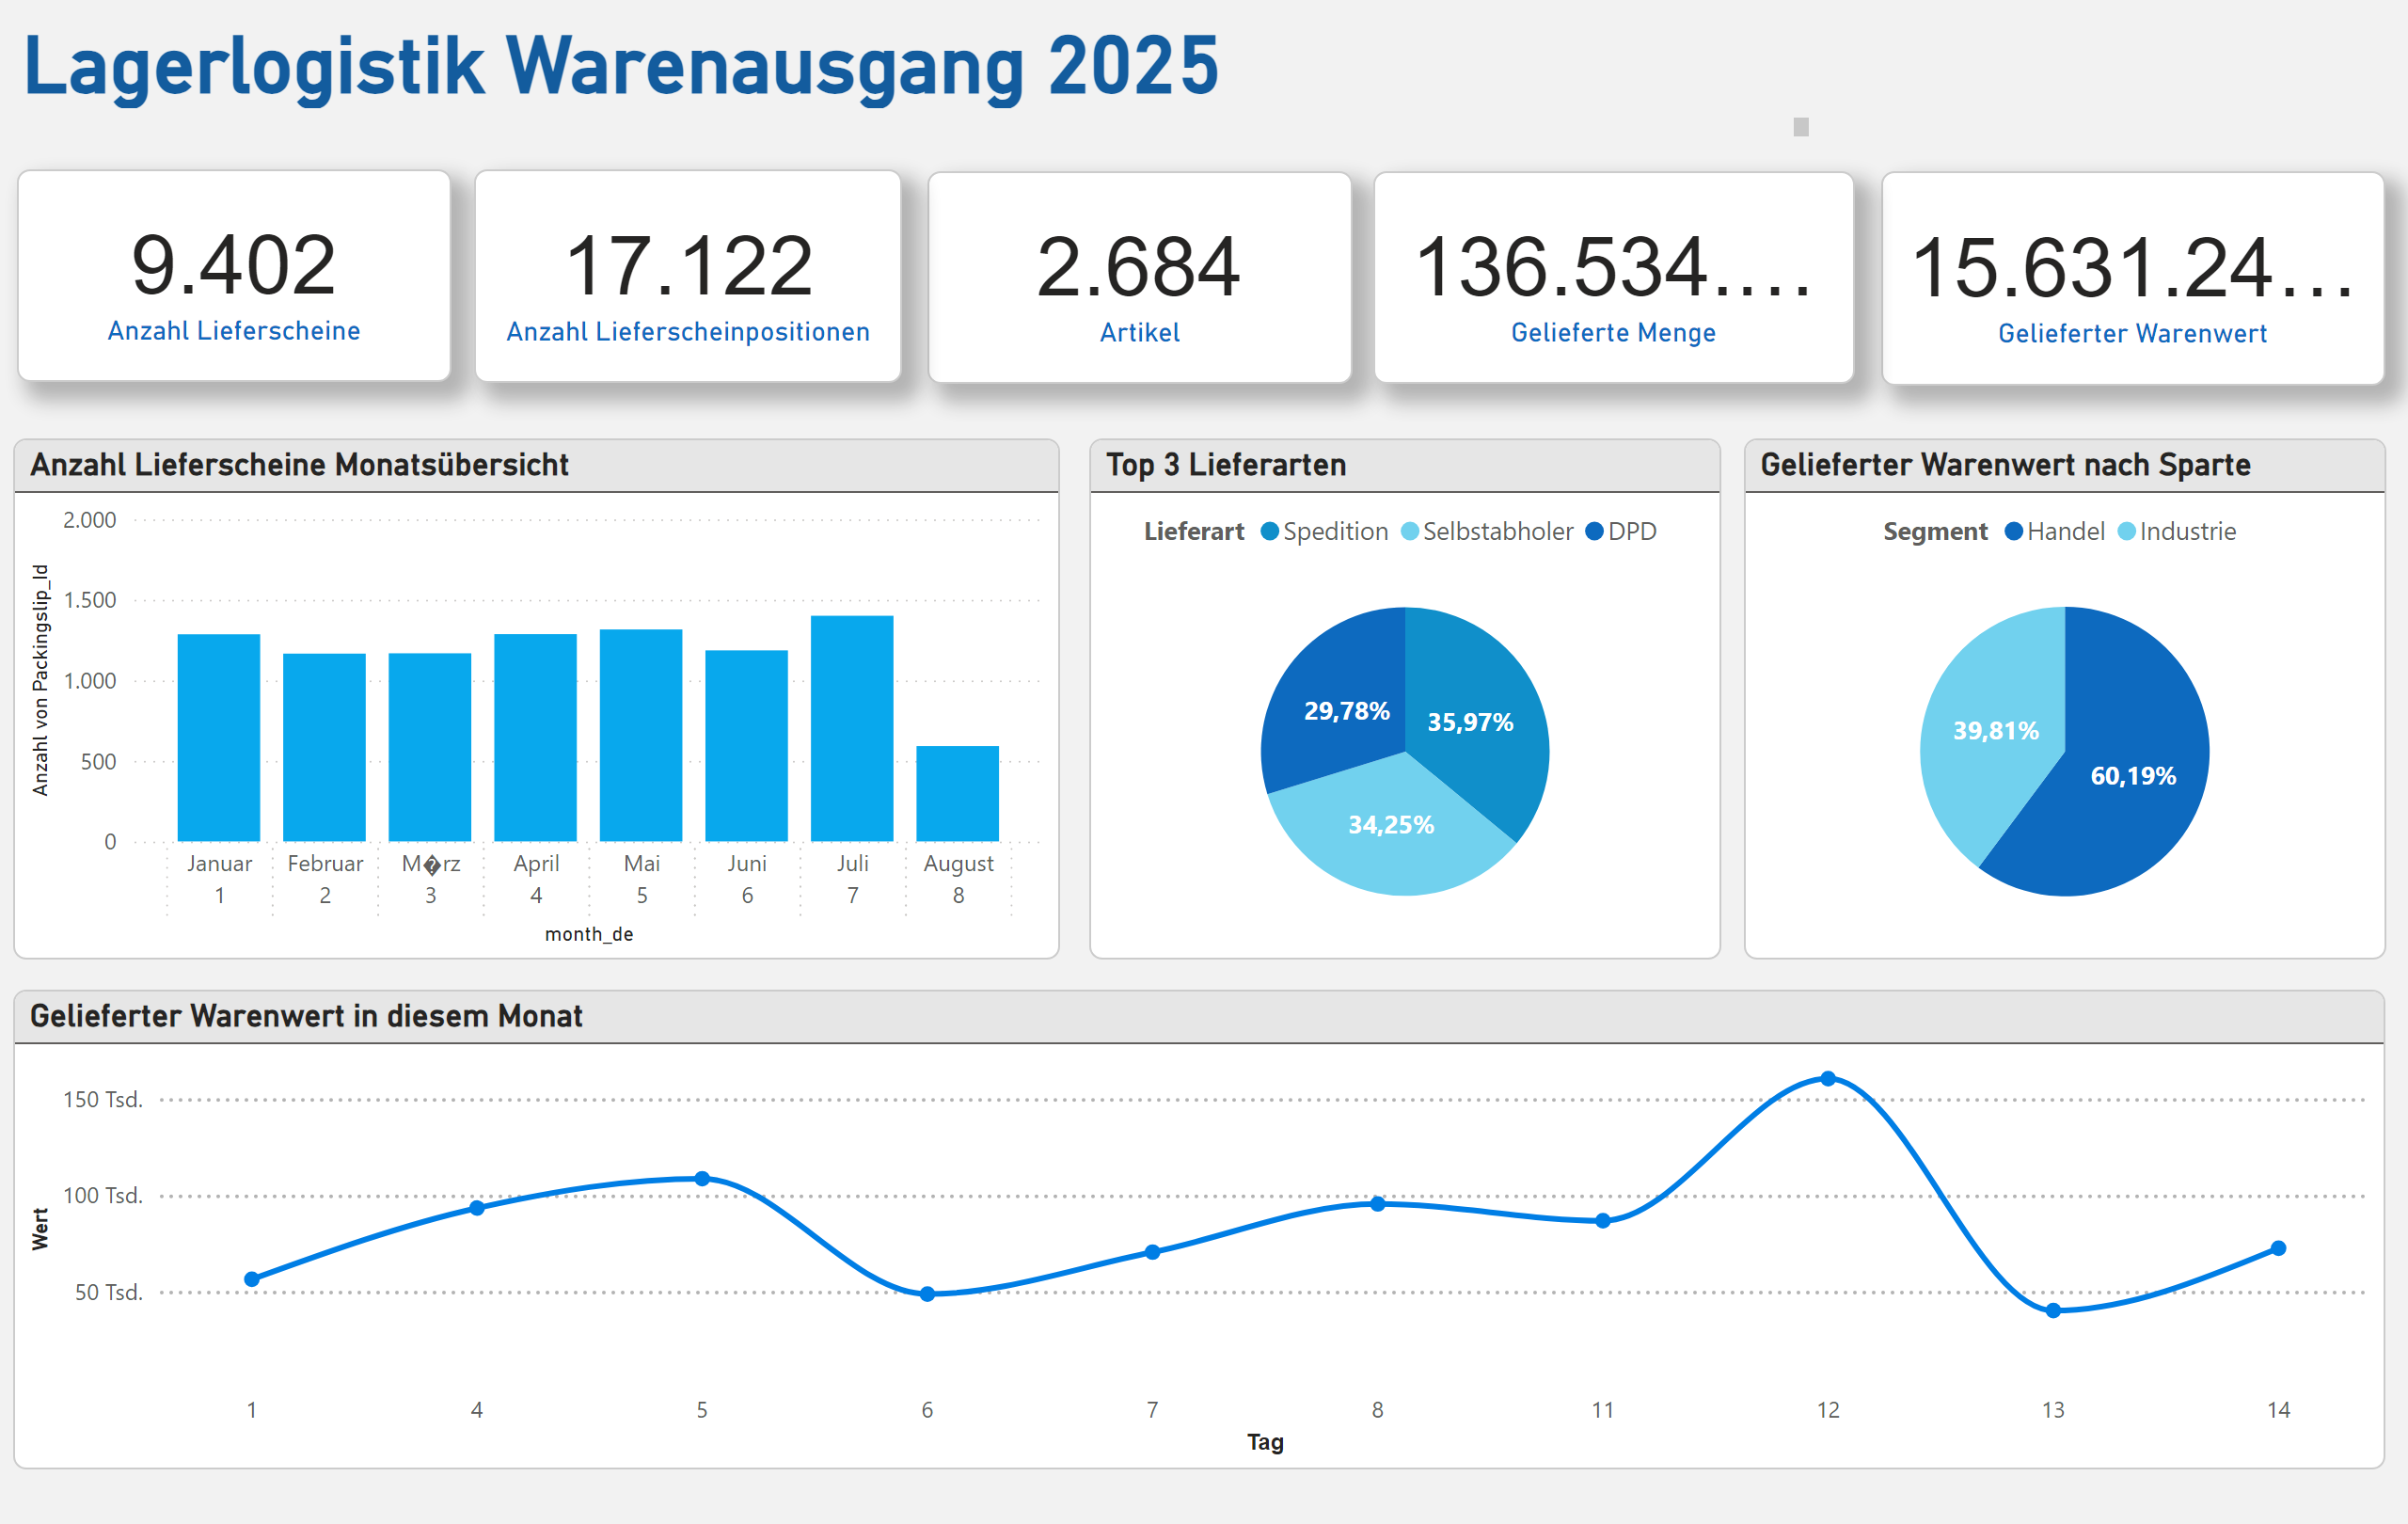 Lagerlogistik Warenausgang 2025
9.402
Anzahl Lieferscheine
17.122
Anzahl Lieferscheinpositionen
2.684
Artikel
136.534....
Gelieferte Menge
15.631.24...
Gelieferter Warenwert
Anzahl Lieferscheine Monatsübersicht
Anzahl von Packingslip_Id
2.000
1.500
1.000
500
0
Januar Februar M�rz April Mai Juni Juli August
1 2 3 4 5 6 7 8
month_de
Top 3 Lieferarten
Lieferart Spedition Selbstabholer DPD
29,78%
35,97%
34,25%
Gelieferter Warenwert nach Sparte
Segment Handel Industrie
39,81%
60,19%
Gelieferter Warenwert in diesem Monat
Wert
150 Tsd.
100 Tsd.
50 Tsd.
1 4 5 6 7 8 11 12 13 14
Tag